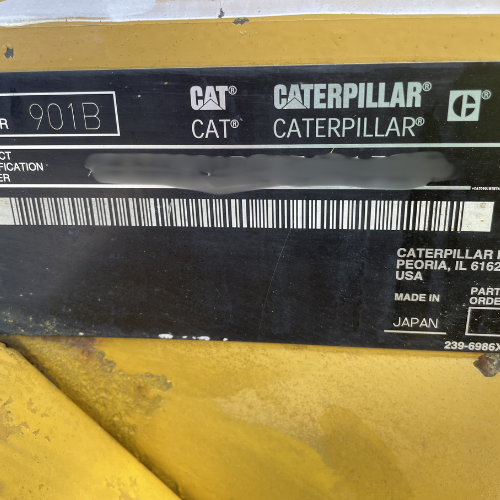 CAT® CATERPILLAR®
R 901B
CAT® CATERPILLAR®
CT
FICATION
ER
CATERPILLAR I
PEORIA, IL 6162
USA
MADE IN
PART
ORDE
JAPAN
239-6986X